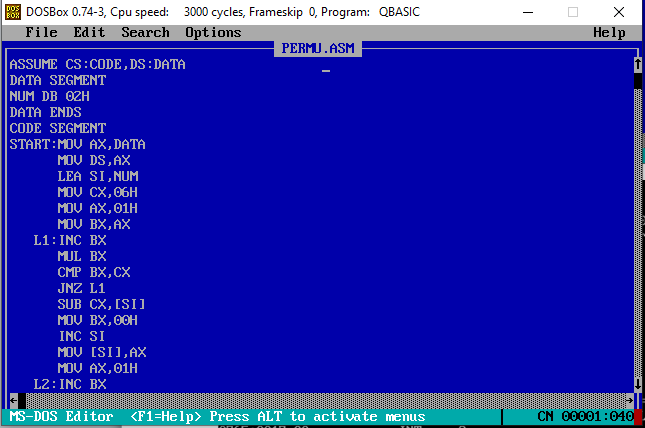 DOSBox 0.74-3, Cpu speed: 3000 cycles, Frameskip 0, Program: QBASIC
File Edit Search Options Help
PERMU.ASM
ASSUME CS:CODE,DS:DATA
DATA SEGMENT
NUM DB 02H
DATA ENDS
CODE SEGMENT
START:MOV AX,DATA
MOV DS,AX
LEA SI,NUM
MOV CX,06H
MOV AX,01H
MOV BX,AX
L1:INC BX
MUL BX
CMP BX,CX
JNZ L1
SUB CX,[SI]
MOV BX,00H
INC SI
MOV [SI],AX
MOV AX,01H
L2:INC BX
MS-DOS Editor <F1=Help> Press ALT to activate menus CN 00001:040